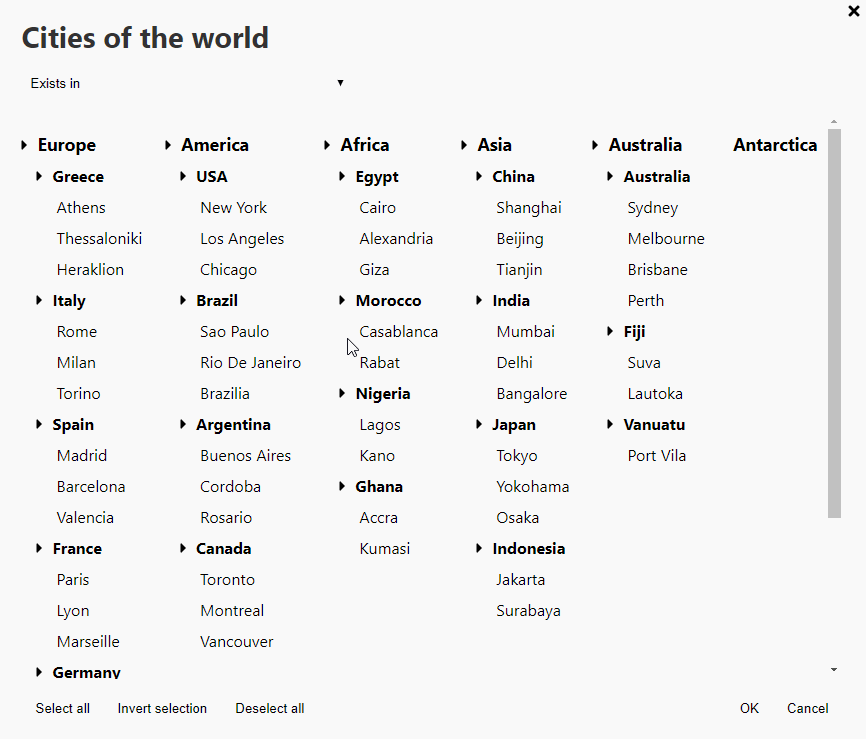 Cities of the world
Exists in
Europe
Greece
Athens
Thessaloniki
Heraklion
Italy
Rome
Milan
Torino
Spain
Madrid
Barcelona
Valencia
France
Paris
Lyon
Marseille
Germany
America
USA
New York
Los Angeles
Chicago
Brazil
Sao Paulo
Rio De Janeiro
Brazilia
Argentina
Buenos Aires
Cordoba
Rosario
Canada
Toronto
Montreal
Vancouver
Africa
Egypt
Cairo
Alexandria
Giza
Morocco
Casablanca
Rabat
Nigeria
Lagos
Kano
Ghana
Accra
Kumasi
Asia
China
Shanghai
Beijing
Tianjin
India
Mumbai
Delhi
Bangalore
Japan
Tokyo
Yokohama
Osaka
Indonesia
Jakarta
Surabaya
Australia
Australia
Sydney
Melbourne
Brisbane
Perth
Fiji
Suva
Lautoka
Vanuatu
Port Vila
Antarctica
Select all
Invert selection
Deselect all
OK
Cancel